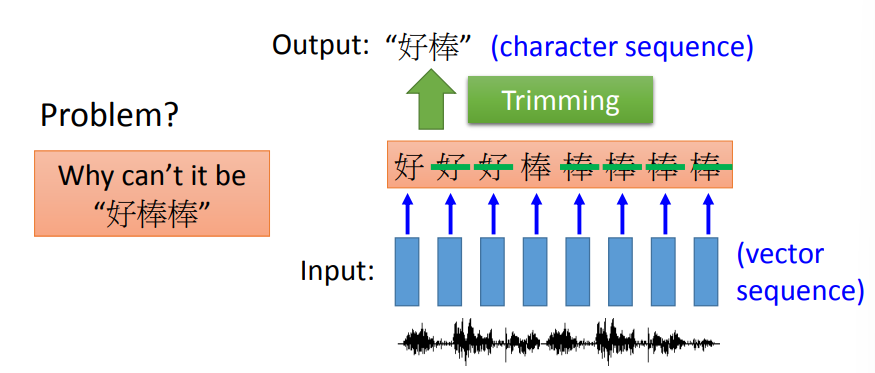 Output: “好棒” (character sequence)
Trimming
Problem?
Why can't it be
“好棒棒”
好 好 好 棒 棒 棒 棒 棒
Input:
(vector
sequence)